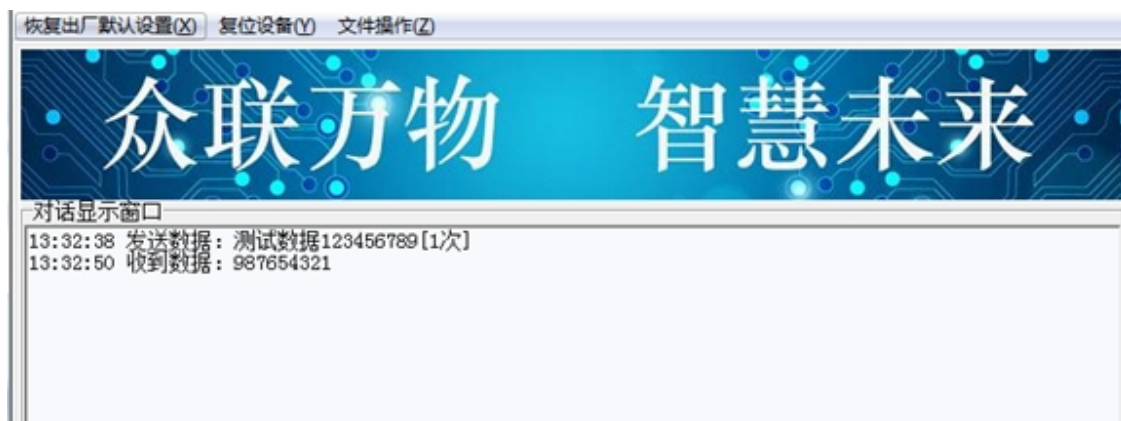 恢复出厂默认设置(X) 复位设备(Y) 文件操作(Z)
众联万物 智慧未来
对话显示窗口
13:32:38 发送数据：测试数据123456789[1次]
13:32:50 收到数据：987654321